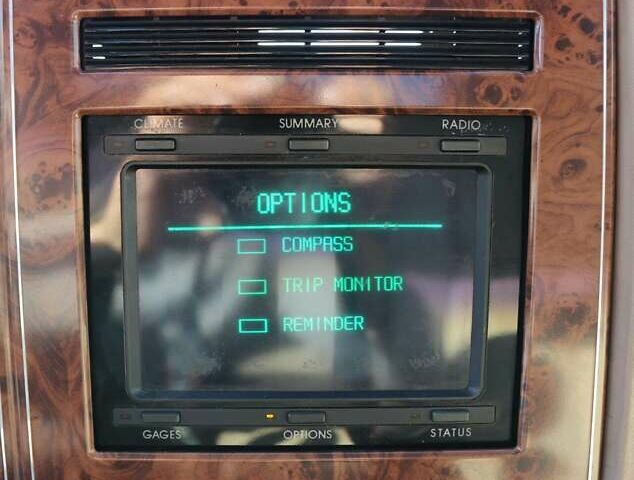 CLIMATE SUMMARY RADIO
OPTIONS
COMPASS
TRIP MONITOR
REMINDER
GAGES OPTIONS STATUS